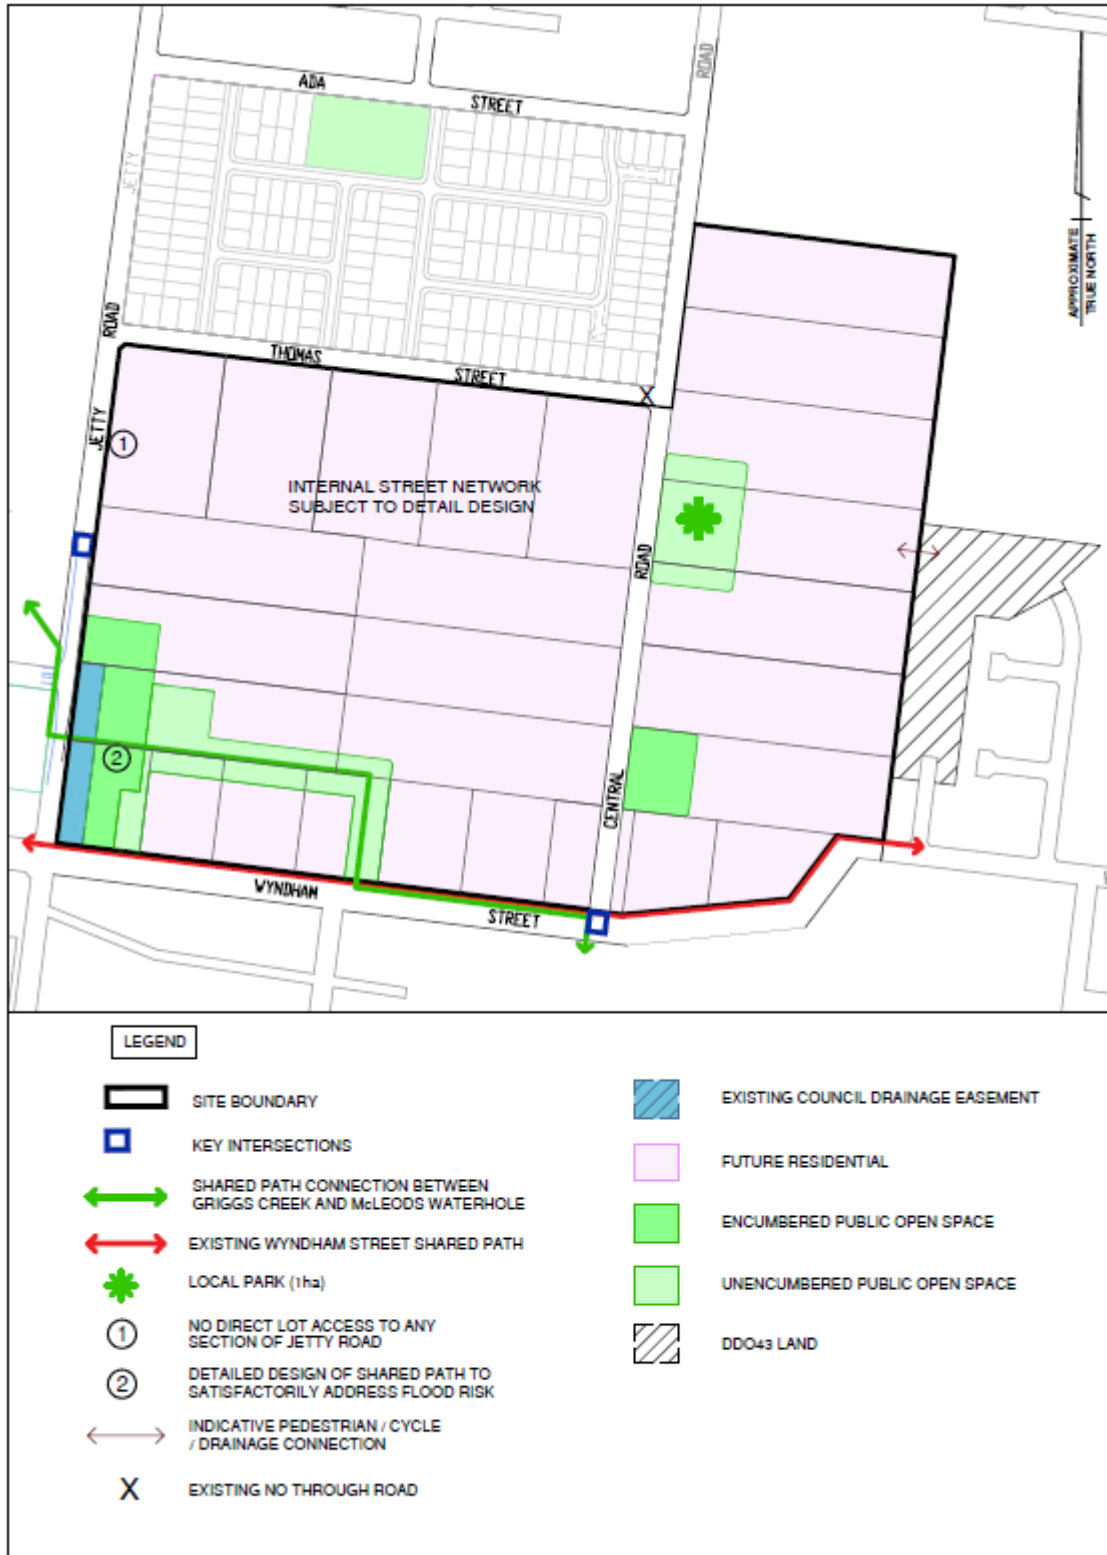 ADA
STREET
ROAD
JETTY
ROAD
THOMAS
STREET
X
JETTY
1
INTERNAL STREET NETWORK
SUBJECT TO DETAIL DESIGN
ROAD
2
CENTRAL
WYNDHAM
STREET
APPROXIMATE
TRUE NORTH
LEGEND
SITE BOUNDARY
KEY INTERSECTIONS
SHARED PATH CONNECTION BETWEEN
GRIGGS CREEK AND McLEODS WATERHOLE
EXISTING WYNDHAM STREET SHARED PATH
LOCAL PARK (1ha)
1
NO DIRECT LOT ACCESS TO ANY
SECTION OF JETTY ROAD
2
DETAILED DESIGN OF SHARED PATH TO
SATISFACTORILY ADDRESS FLOOD RISK
INDICATIVE PEDESTRIAN / CYCLE
/ DRAINAGE CONNECTION
X
EXISTING NO THROUGH ROAD
EXISTING COUNCIL DRAINAGE EASEMENT
FUTURE RESIDENTIAL
ENCUMBERED PUBLIC OPEN SPACE
UNENCUMBERED PUBLIC OPEN SPACE
DDO43 LAND